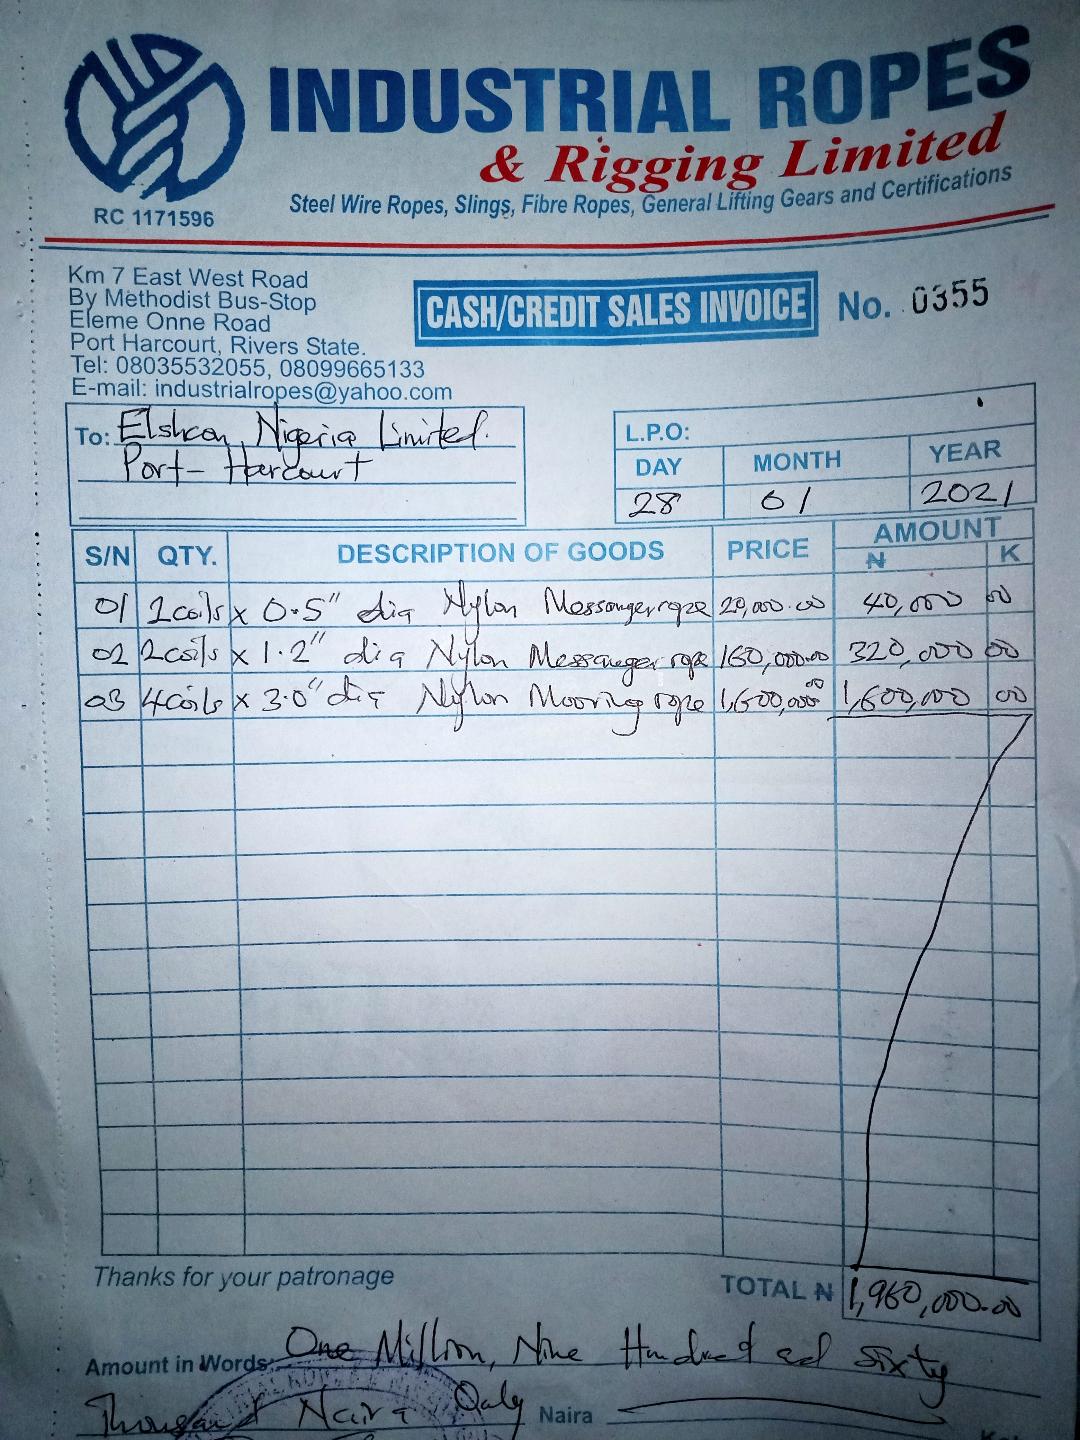 INDUSTRIAL ROPES
& Rigging Limited
Steel Wire Ropes, Slings, Fibre Ropes, General Lifting Gears and Certifications
RC 1171596
Km 7 East West Road
By Methodist Bus-Stop
Eleme Onne Road
Port Harcourt, Rivers State.
Tel: 08035532055, 08099665133
E-mail: industrialropes@yahoo.com
CASH/CREDIT SALES INVOICE No. 0355
To: Elshcon Nigeria Limited.
Port-Harcourt
L.P.O:
DAY MONTH YEAR
28 01 2021
S/N QTY. DESCRIPTION OF GOODS PRICE AMOUNT
₦ K
01 2coils x 0.5" dia Nylon Messanger rope 20,000.00 40,000 00
02 2coils x 1.2" dia Nylon Messanger rope 160,000.00 320,000 00
03 4coils x 3.0" dia Nylon Mooring rope 1,600,000.00 1,600,000 00
Thanks for your patronage
TOTAL ₦ 1,960,000.00
Amount in Words: One Million, Nine Hundred ad Sixty
Thousand Naira Only Naira